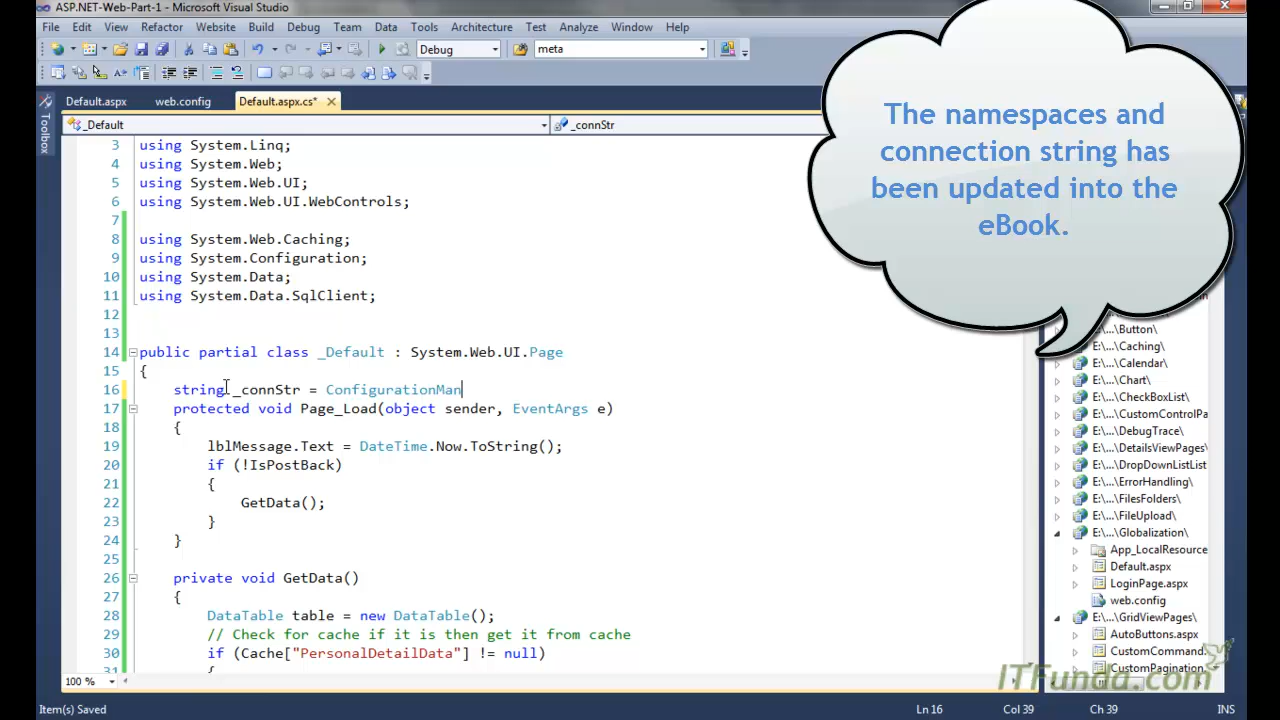 ASP.NET-Web-Part-1 - Microsoft Visual Studio
File Edit View Refactor Website Build Debug Team Data Tools Architecture Test Analyze Window Help
Debug meta
Default.aspx web.config Default.aspx.cs*
Toolbox
_Default _connStr
The namespaces and
connection string has
been updated into the
eBook.
3 using System.Linq;
4 using System.Web;
5 using System.Web.UI;
6 using System.Web.UI.WebControls;
7
8 using System.Web.Caching;
9 using System.Configuration;
10 using System.Data;
11 using System.Data.SqlClient;
12
13
14 public partial class _Default : System.Web.UI.Page
15 {
16 string _connStr = ConfigurationMan
17 protected void Page_Load(object sender, EventArgs e)
18 {
19 lblMessage.Text = DateTime.Now.ToString();
20 if (!IsPostBack)
21 {
22 GetData();
23 }
24 }
25
26 private void GetData()
27 {
28 DataTable table = new DataTable();
29 // Check for cache if it is then get it from cache
30 if (Cache["PersonalDetailData"] != null)
31 {
E:\...\Button\
E:\...\Caching\
E:\...\Calendar\
E:\...\Chart\
E:\...\CheckBoxList
E:\...\CustomControlPa
E:\...\DebugTrace\
E:\...\DetailsViewPages\
E:\...\DropDownListList
E:\...\ErrorHandling\
E:\...\FilesFolders\
E:\...\FileUpload\
E:\...\Globalization\
App_LocalResource
Default.aspx
LoginPage.aspx
web.config
E:\...\GridViewPages\
AutoButtons.aspx
CustomCommand.
CustomPagination.
ITFunda.com
100 %
Item(s) Saved Ln 16 Col 39 Ch 39 INS